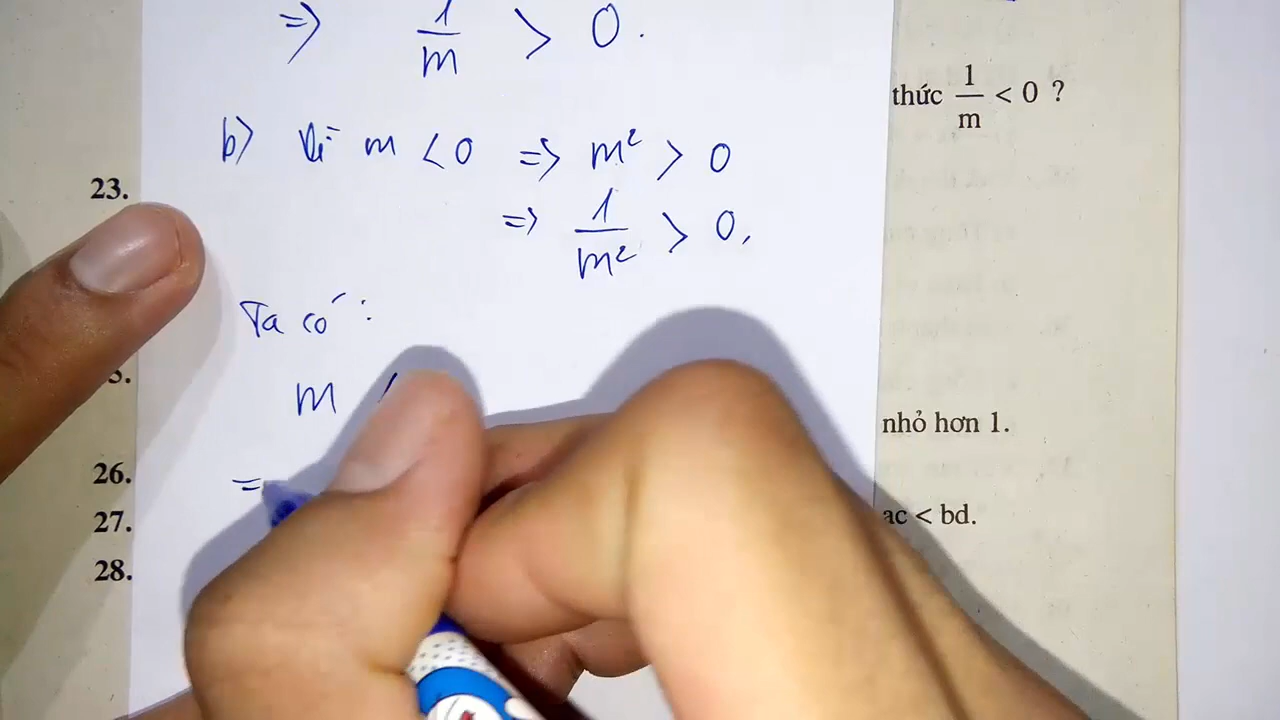 => 1/m > 0.
thức 1/m < 0 ?
b) Vì m < 0 => m² > 0
23.
=> 1/m² > 0,
Ta có:
m <
nhỏ hơn 1.
=
26.
27.
ac < bd.
28.